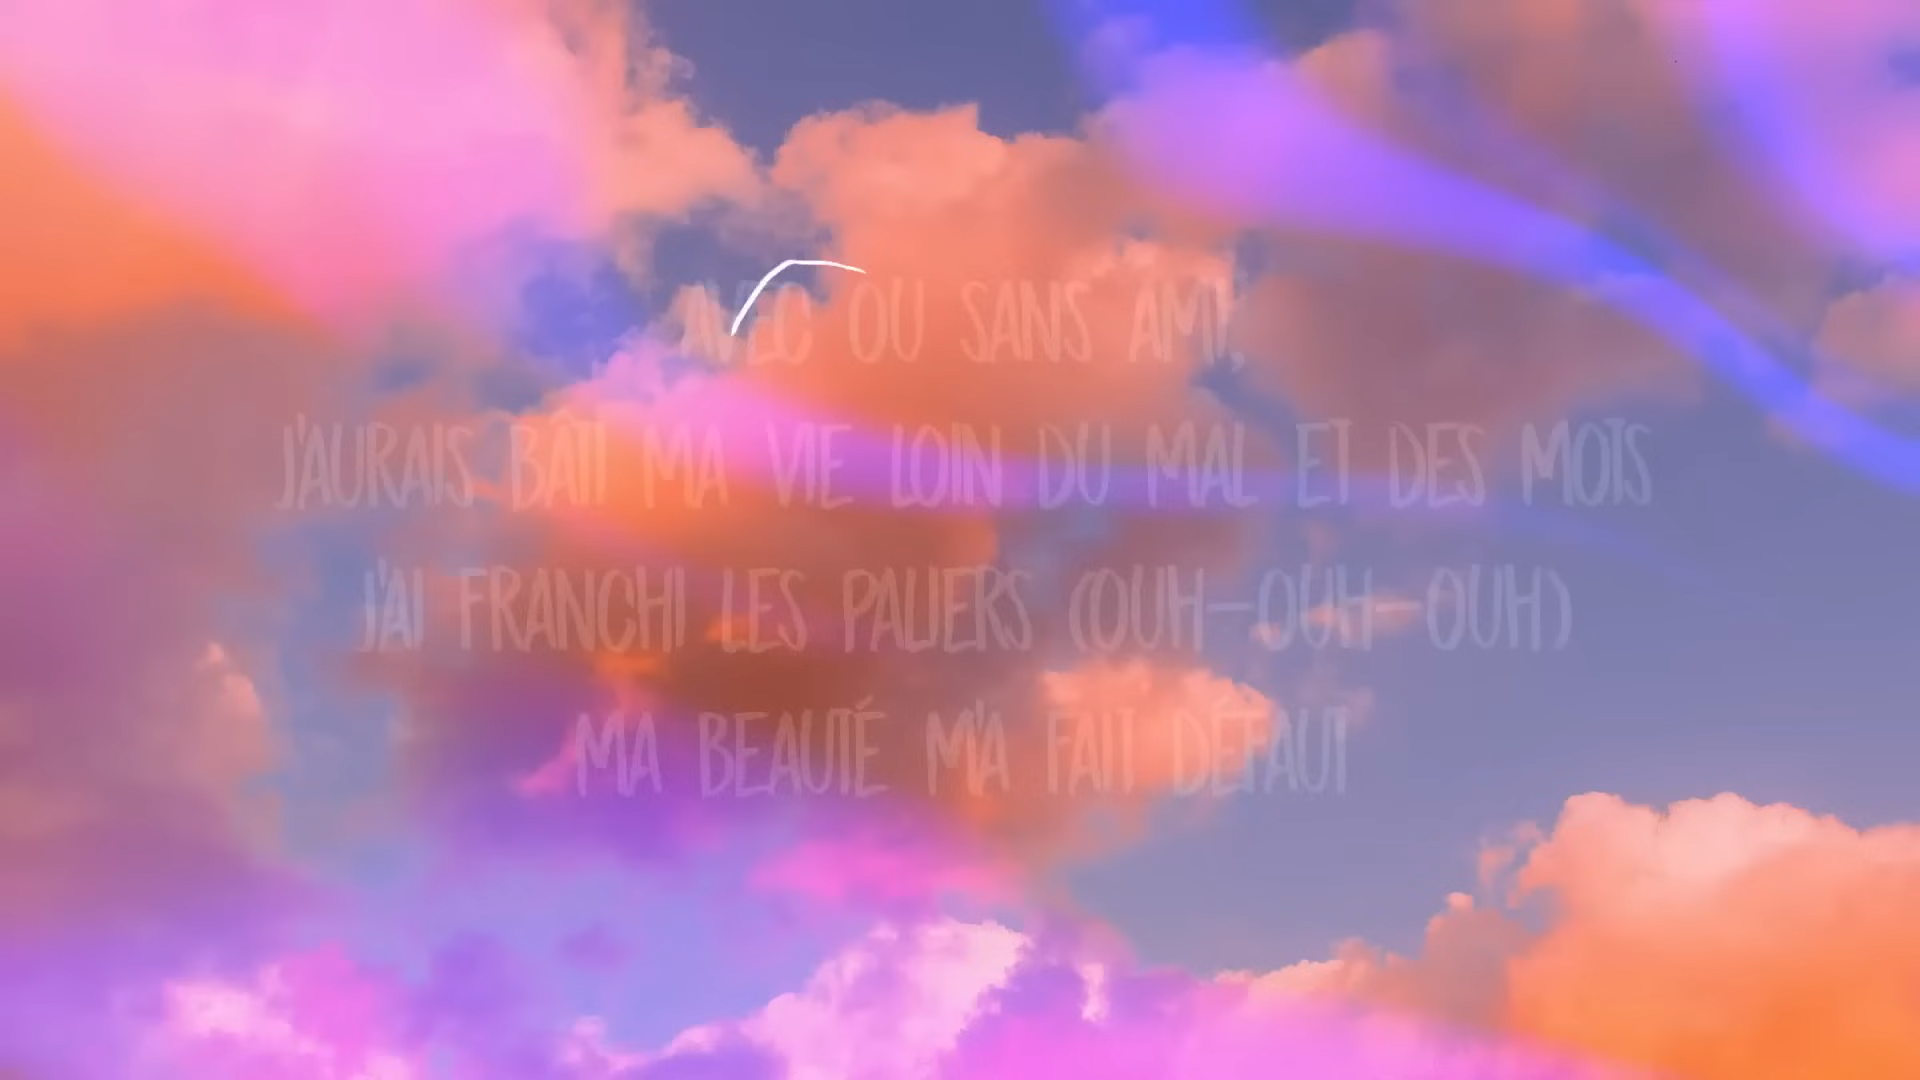 AVEC OU SANS AMI,
J'AURAIS BÂTI MA VIE LOIN DU MAL ET DES MOTS
J'AI FRANCHI LES PALIERS (OUH-OUH-OUH)
MA BEAUTÉ M'A FAIT DÉFAUT